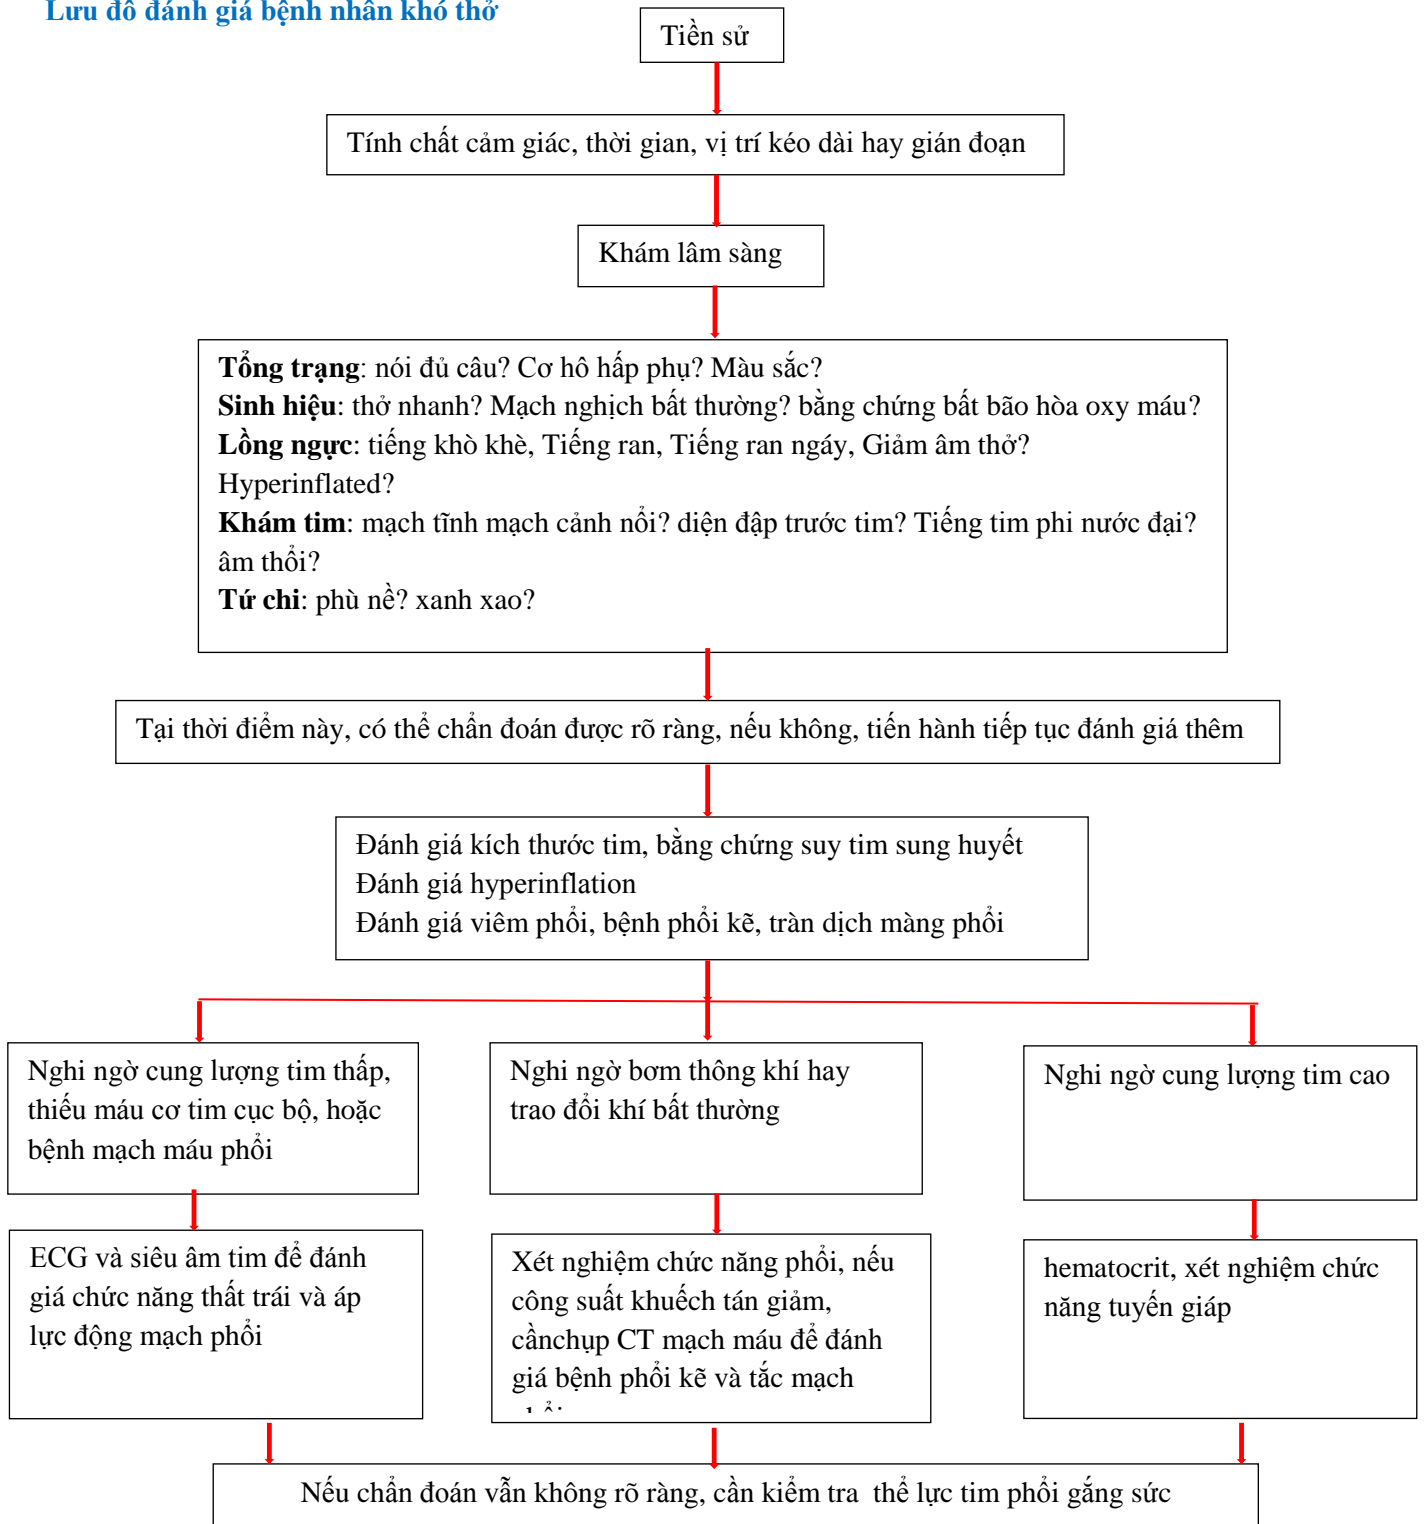 Lưu đồ đánh giá bệnh nhân khó thở
Tiền sử
Tính chất cảm giác, thời gian, vị trí kéo dài hay gián đoạn
Khám lâm sàng
Tổng trạng: nói đủ câu? Cơ hô hấp phụ? Màu sắc?
Sinh hiệu: thở nhanh? Mạch nghịch bất thường? bằng chứng bất bão hòa oxy máu?
Lồng ngực: tiếng khò khè, Tiếng ran, Tiếng ran ngáy, Giảm âm thở?
Hyperinflated?
Khám tim: mạch tĩnh mạch cảnh nổi? diện đập trước tim? Tiếng tim phi nước đại?
âm thổi?
Tứ chi: phù nề? xanh xao?
Tại thời điểm này, có thể chẩn đoán được rõ ràng, nếu không, tiến hành tiếp tục đánh giá thêm
Đánh giá kích thước tim, bằng chứng suy tim sung huyết
Đánh giá hyperinflation
Đánh giá viêm phổi, bệnh phổi kẽ, tràn dịch màng phổi
Nghi ngờ cung lượng tim thấp,
thiếu máu cơ tim cục bộ, hoặc
bệnh mạch máu phổi
Nghi ngờ bơm thông khí hay
trao đổi khí bất thường
Nghi ngờ cung lượng tim cao
ECG và siêu âm tim để đánh
giá chức năng thất trái và áp
lực động mạch phổi
Xét nghiệm chức năng phổi, nếu
công suất khuếch tán giảm,
cầnchụp CT mạch máu để đánh
giá bệnh phổi kẽ và tắc mạch
hematocrit, xét nghiệm chức
năng tuyến giáp
Nếu chẩn đoán vẫn không rõ ràng, cần kiểm tra thể lực tim phổi gắng sức